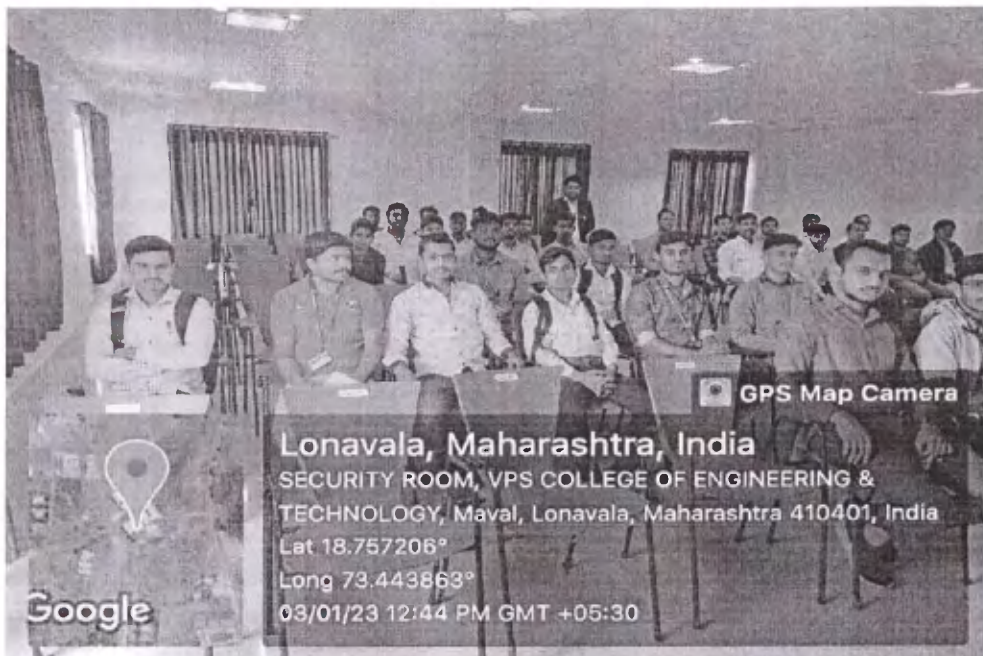 GPS Map Camera
Lonavala, Maharashtra, India
SECURITY ROOM, VPS COLLEGE OF ENGINEERING &
TECHNOLOGY, Maval, Lonavala, Maharashtra 410401, India
Lat 18.757206°
Long 73.443863°
03/01/23 12:44 PM GMT +05:30
Google